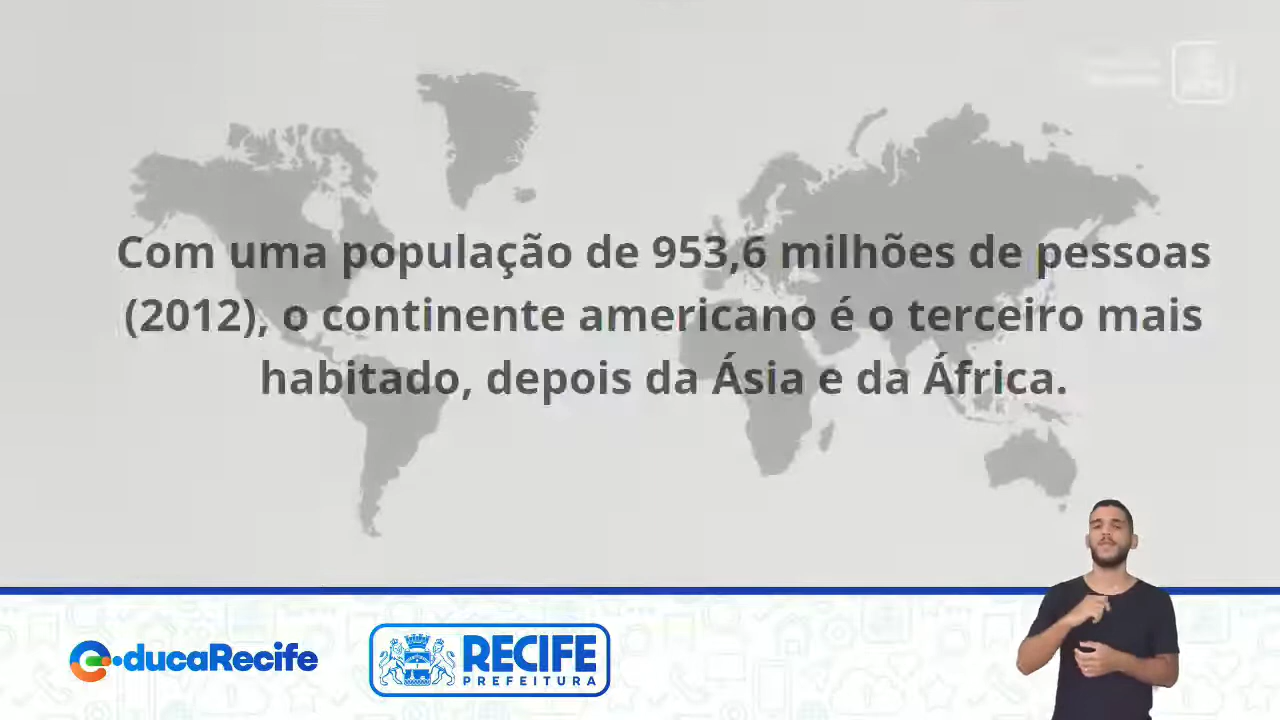 Com uma população de 953,6 milhões de pessoas
(2012), o continente americano é o terceiro mais
habitado, depois da Ásia e da África.
educaRecife
RECIFE
PREFEITURA